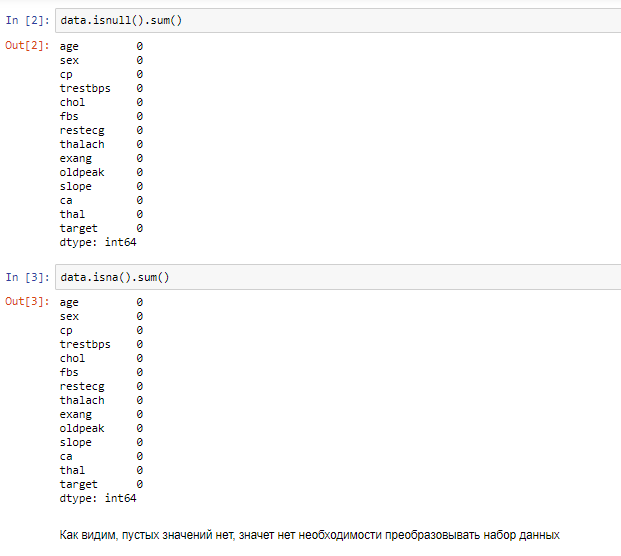 In [2]: data.isnull().sum()
Out[2]: age 0
sex 0
cp 0
trestbps 0
chol 0
fbs 0
restecg 0
thalach 0
exang 0
oldpeak 0
slope 0
ca 0
thal 0
target 0
dtype: int64
In [3]: data.isna().sum()
Out[3]: age 0
sex 0
cp 0
trestbps 0
chol 0
fbs 0
restecg 0
thalach 0
exang 0
oldpeak 0
slope 0
ca 0
thal 0
target 0
dtype: int64
Как видим, пустых значений нет, значет нет необходимости преобразовывать набор данных